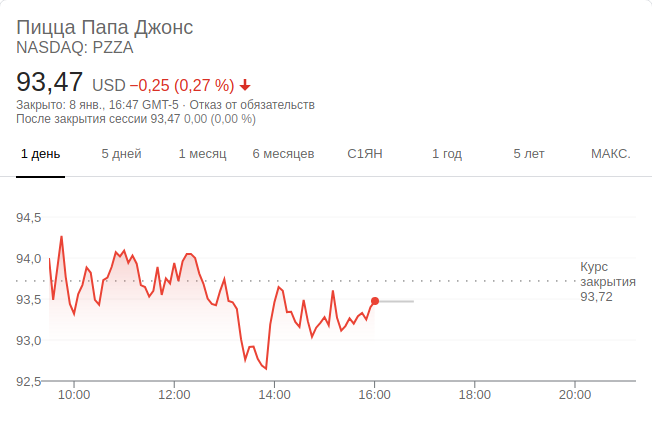 Пицца Папа Джонс
NASDAQ: PZZA
93,47 USD −0,25 (0,27 %)
Закрыто: 8 янв., 16:47 GMT-5 · Отказ от обязательств
После закрытия сессии 93,47 0,00 (0,00 %)
1 день 5 дней 1 месяц 6 месяцев С1ЯН 1 год 5 лет МАКС.
94,5
94,0
Курс
закрытия
93,72
93,5
93,0
92,5
10:00 12:00 14:00 16:00 18:00 20:00